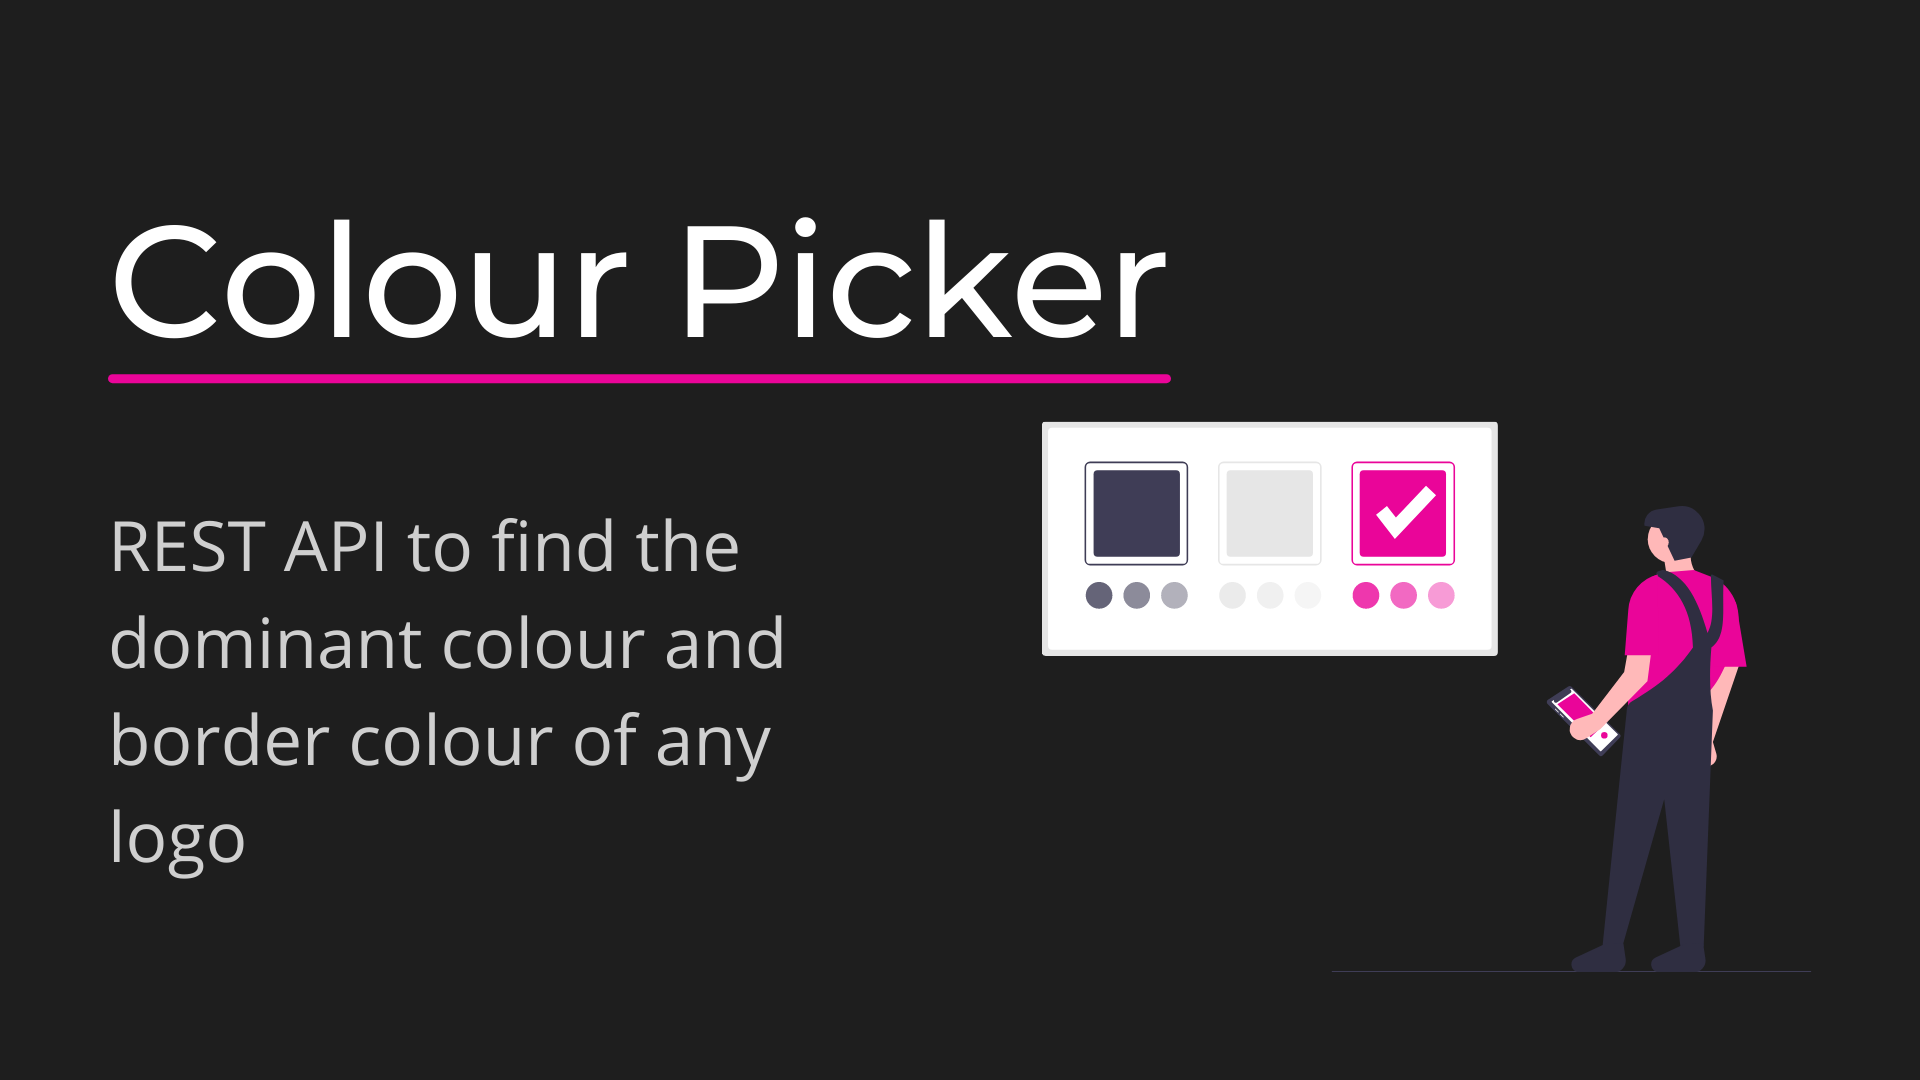 Colour Picker
REST API to find the
dominant colour and
border colour of any
logo